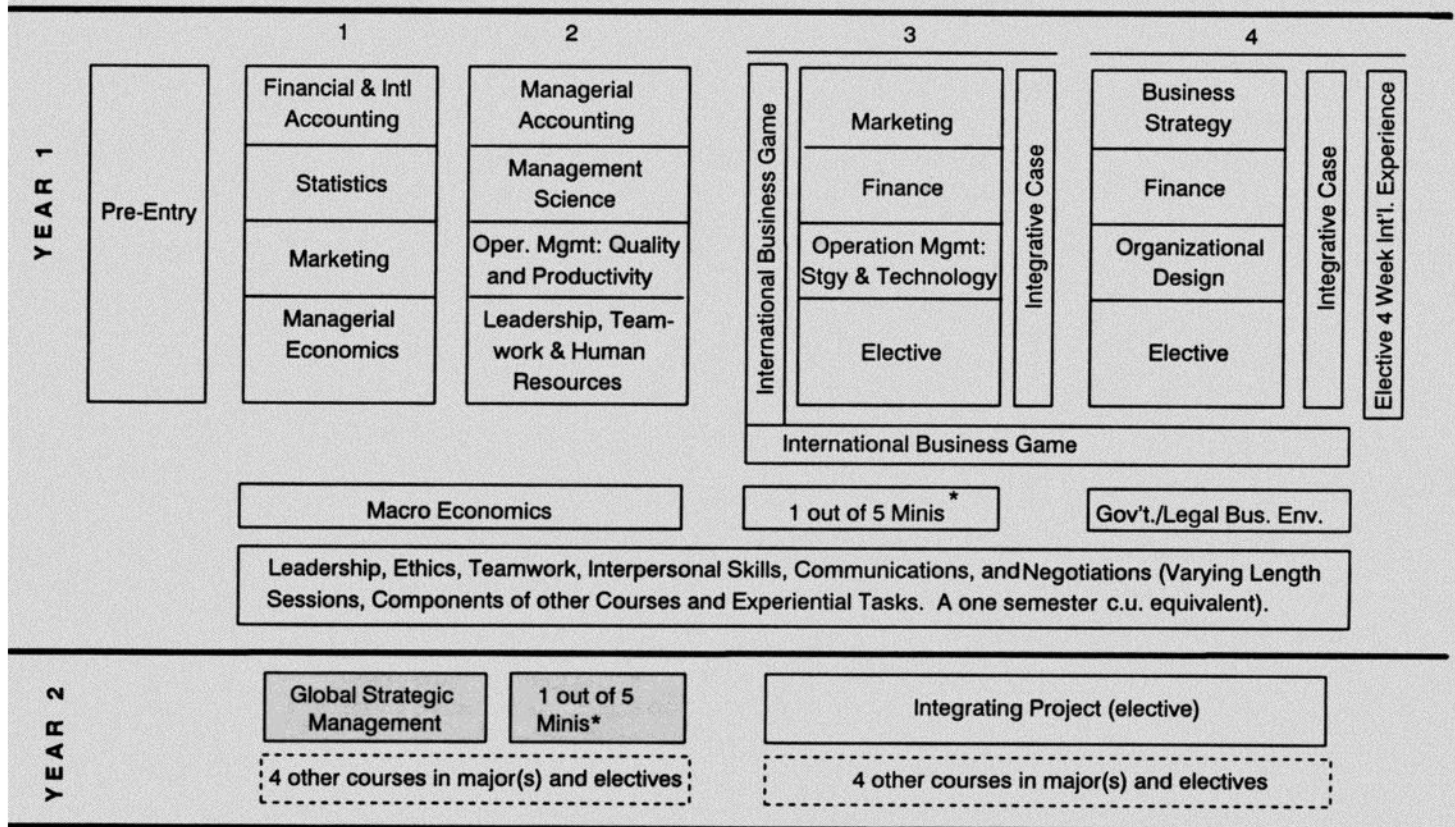 1
2
3
4
YEAR 1
Pre-Entry
Financial & Intl
Accounting
Statistics
Marketing
Managerial
Economics
Managerial
Accounting
Management
Science
Oper. Mgmt: Quality
and Productivity
Leadership, Team-
work & Human
Resources
International Business Game
Marketing
Finance
Operation Mgmt:
Stgy & Technology
Elective
Integrative Case
Business
Strategy
Finance
Organizational
Design
Elective
Integrative Case
Elective 4 Week Int'l. Experience
International Business Game
Macro Economics
1 out of 5 Minis*
Gov't./Legal Bus. Env.
Leadership, Ethics, Teamwork, Interpersonal Skills, Communications, and Negotiations (Varying Length
Sessions, Components of other Courses and Experiential Tasks. A one semester c.u. equivalent).
YEAR 2
Global Strategic
Management
1 out of 5
Minis*
Integrating Project (elective)
4 other courses in major(s) and electives
4 other courses in major(s) and electives